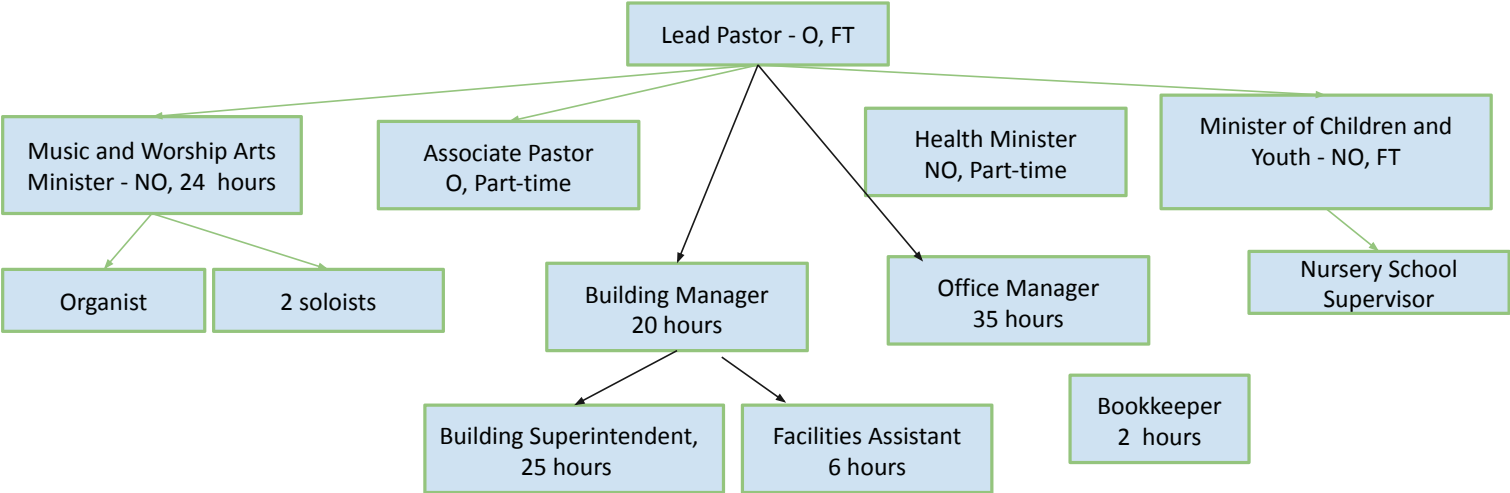 Lead Pastor - O, FT
Music and Worship Arts
Minister - NO, 24  hours
Associate Pastor
O, Part-time
Health Minister
NO, Part-time
Minister of Children and
Youth - NO, FT
Organist
2 soloists
Building Manager
20 hours
Office Manager
35 hours
Nursery School
Supervisor
Building Superintendent,
25 hours
Facilities Assistant
6 hours
Bookkeeper
2  hours